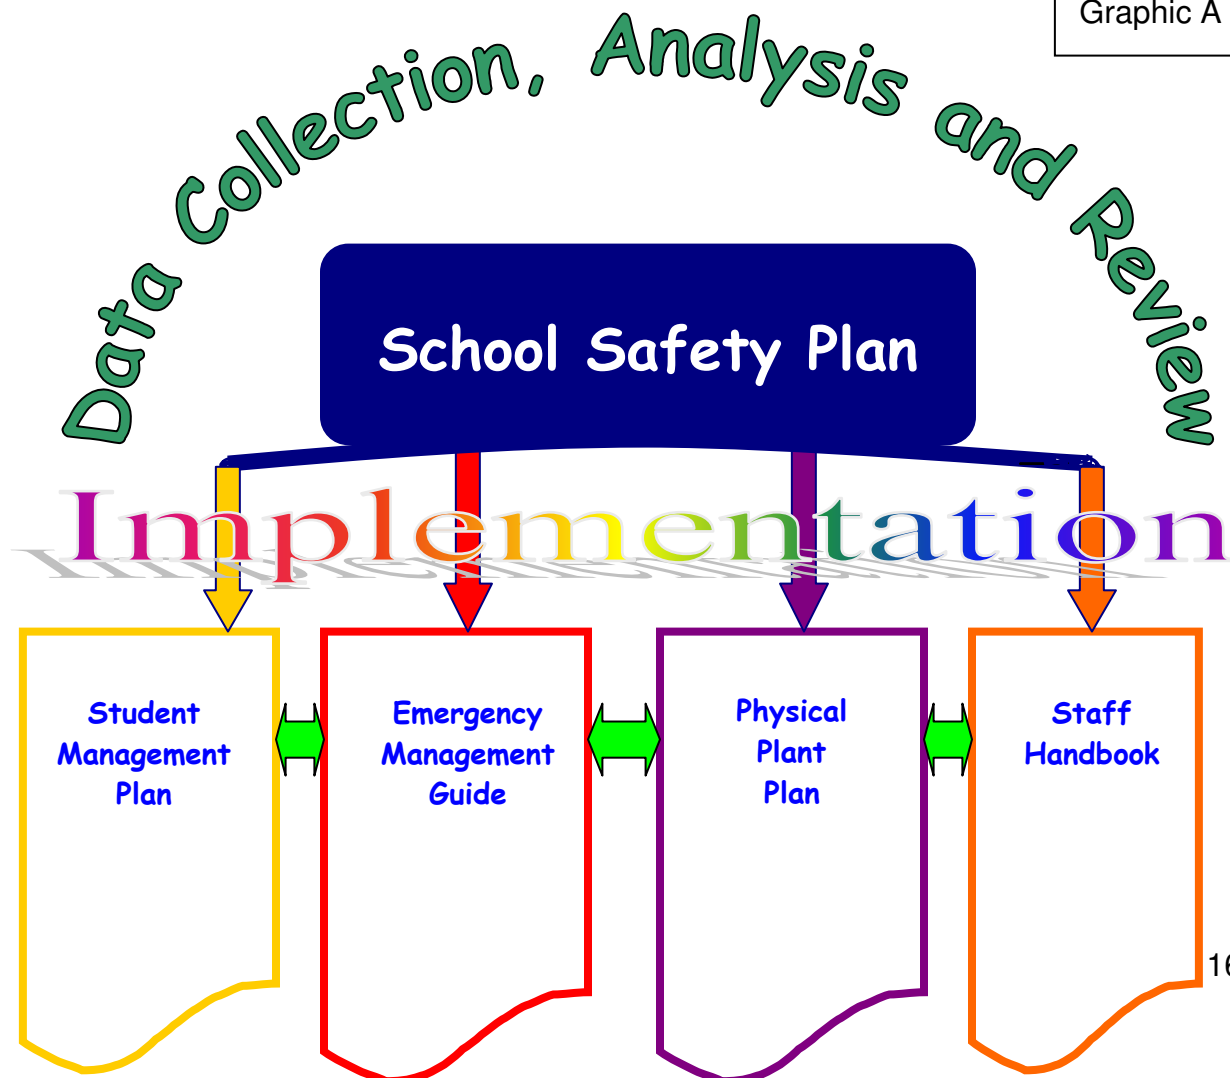 Graphic A
Data Collection, Analysis and Review
School Safety Plan
Implementation
Student
Management
Plan
Emergency
Management
Guide
Physical
Plant
Plan
Staff
Handbook
16